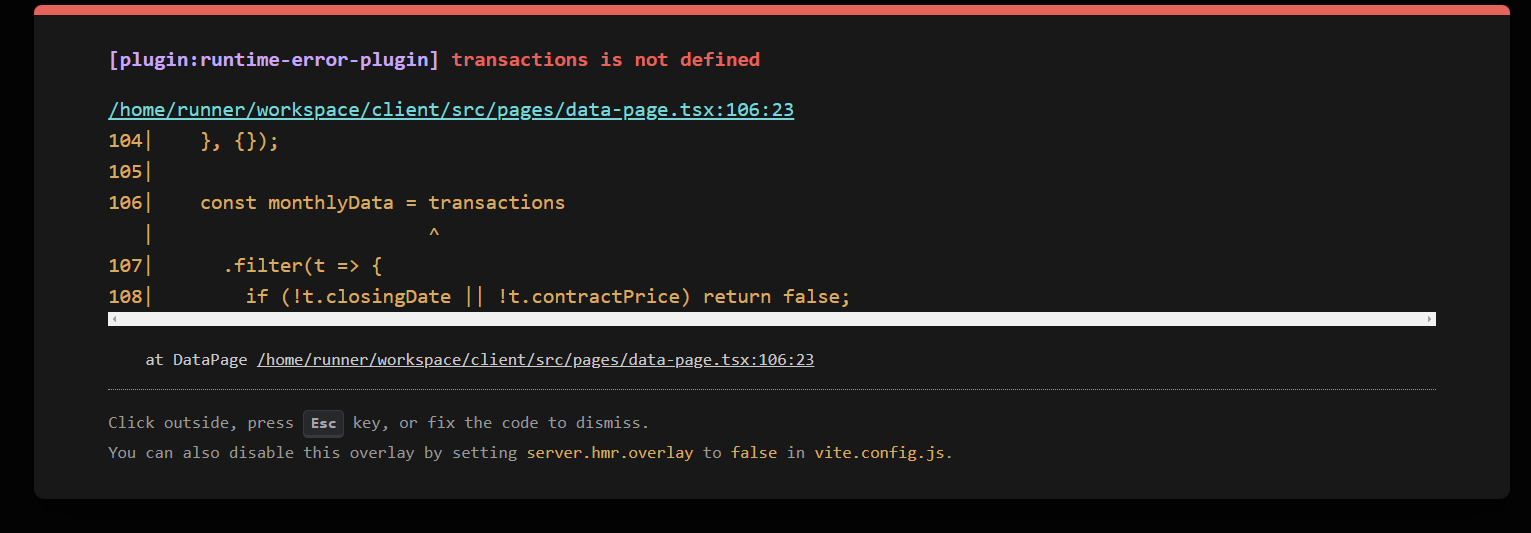 [plugin:runtime-error-plugin] transactions is not defined
/home/runner/workspace/client/src/pages/data-page.tsx:106:23
104|    }, {});
105|
106|    const monthlyData = transactions
   |                        ^
107|      .filter(t => {
108|        if (!t.closingDate || !t.contractPrice) return false;
at DataPage /home/runner/workspace/client/src/pages/data-page.tsx:106:23
Click outside, press Esc key, or fix the code to dismiss.
You can also disable this overlay by setting server.hmr.overlay to false in vite.config.js.